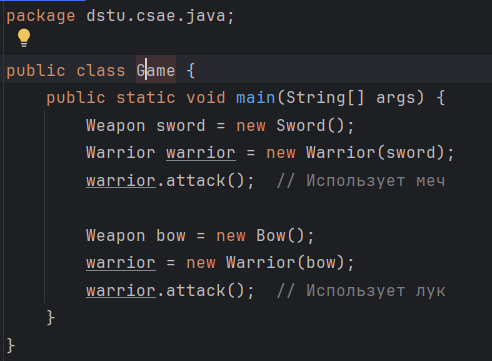 package dstu.csae.java;
public class Game {
    public static void main(String[] args) {
        Weapon sword = new Sword();
        Warrior warrior = new Warrior(sword);
        warrior.attack();  // Использует меч
        Weapon bow = new Bow();
        warrior = new Warrior(bow);
        warrior.attack();  // Использует лук
    }
}